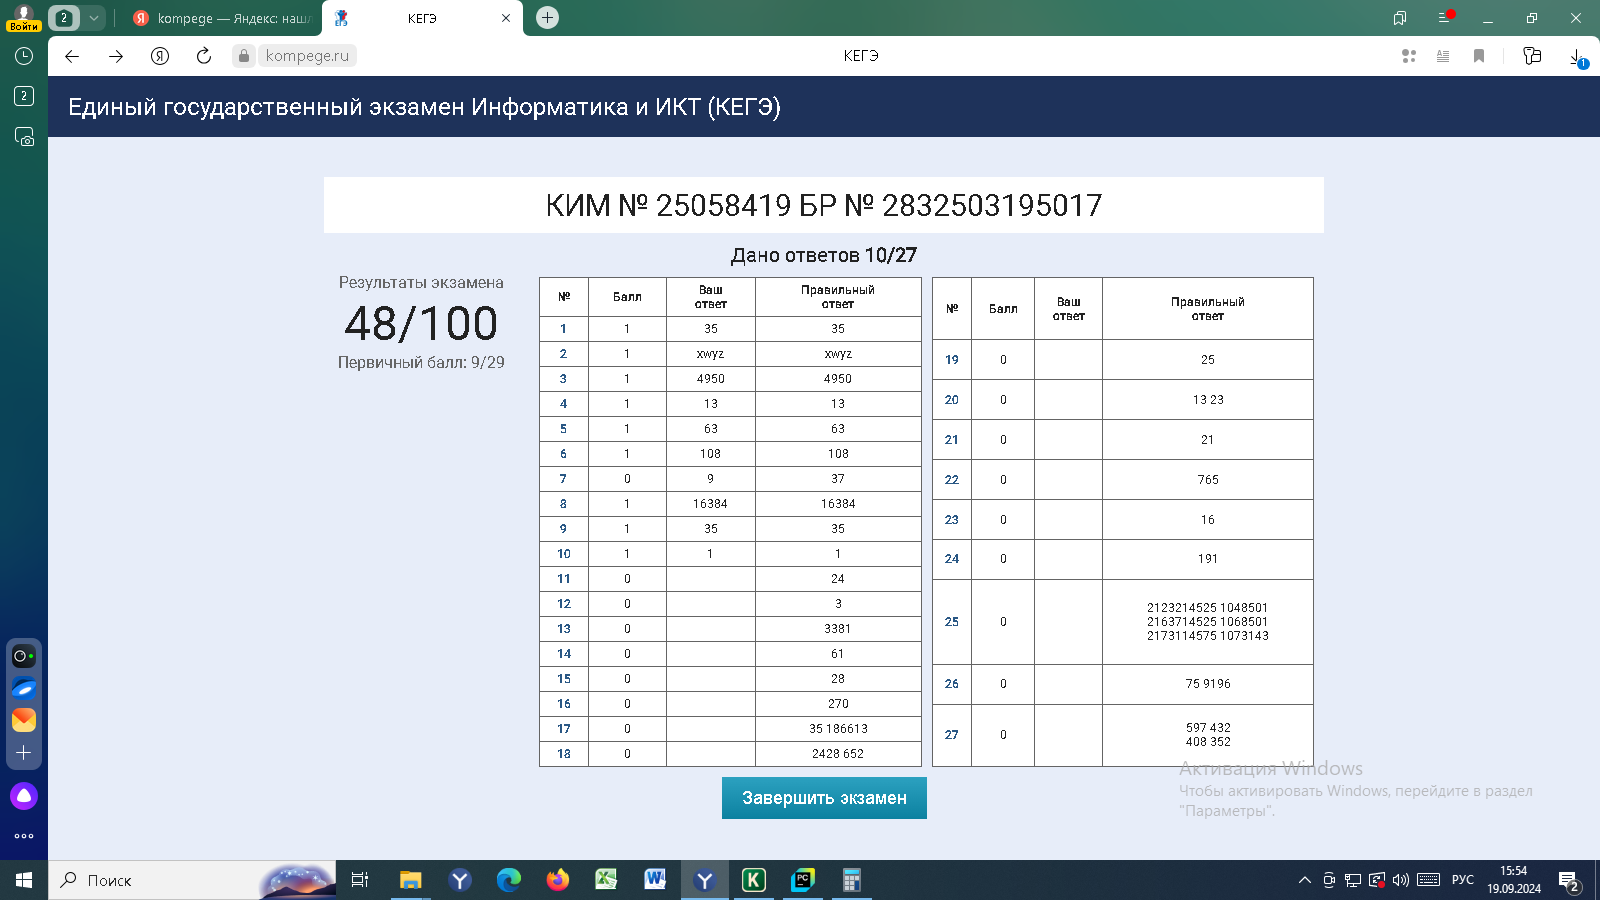 Войти
2
kompege — Яндекс: наш
КЕГЭ
kompege.ru
КЕГЭ
1
2
Единый государственный экзамен Информатика и ИКТ (КЕГЭ)
КИМ № 25058419 БР № 2832503195017
Дано ответов 10/27
Результаты экзамена
48/100
Первичный балл: 9/29
№ Балл Ваш ответ Правильный ответ
1 1 35 35
2 1 xwyz xwyz
3 1 4950 4950
4 1 13 13
5 1 63 63
6 1 108 108
7 0 9 37
8 1 16384 16384
9 1 35 35
10 1 1 1
11 0 24
12 0 3
13 0 3381
14 0 61
15 0 28
16 0 270
17 0 35 186613
18 0 2428 652
№ Балл Ваш ответ Правильный ответ
19 0 25
20 0 13 23
21 0 21
22 0 765
23 0 16
24 0 191
25 0 2123214525 1048501
2163714525 1068501
2173114575 1073143
26 0 75 9196
27 0 597 432
408 352
Завершить экзамен
Активация Windows
Чтобы активировать Windows, перейдите в раздел
"Параметры".
Поиск
РУС
15:54
19.09.2024
2